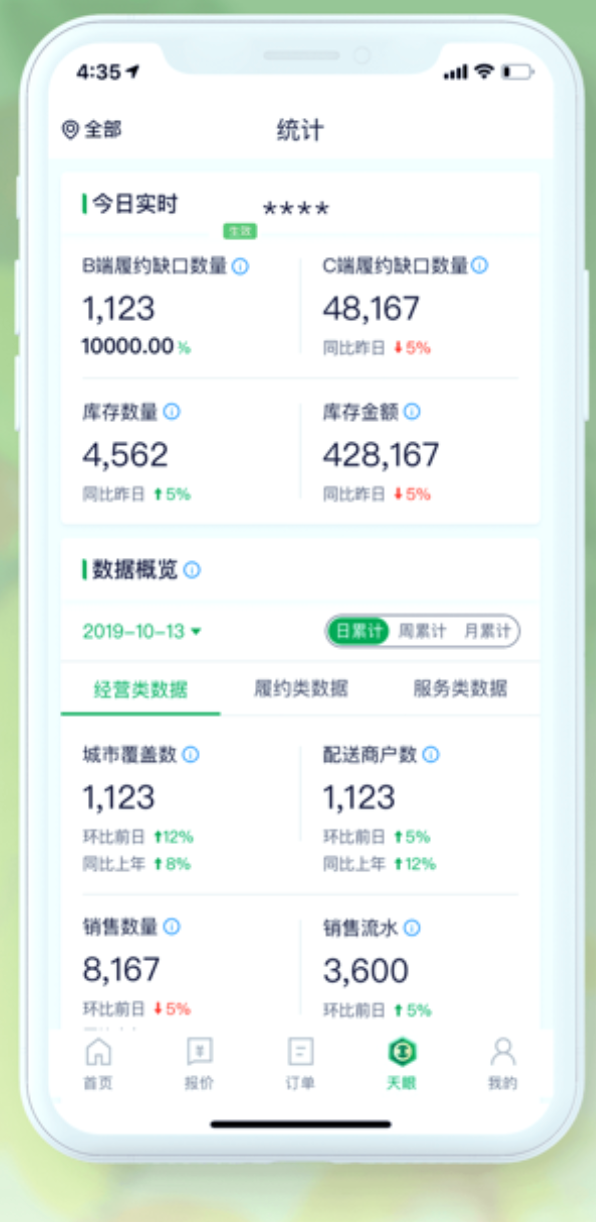 4:35
全部
统计
今日实时
****
生效
B端履约缺口数量
C端履约缺口数量
1,123
48,167
10000.00 %
同比昨日 5%
库存数量
库存金额
4,562
428,167
同比昨日 5%
同比昨日 5%
数据概览
2019-10-13
日累计 周累计 月累计
经营类数据 履约类数据 服务类数据
城市覆盖数
配送商户数
1,123
1,123
环比前日 12%
环比前日 5%
同比上年 8%
同比上年 12%
销售数量
销售流水
8,167
3,600
环比前日 5%
环比前日 5%
首页 报价 订单 天眼 我的